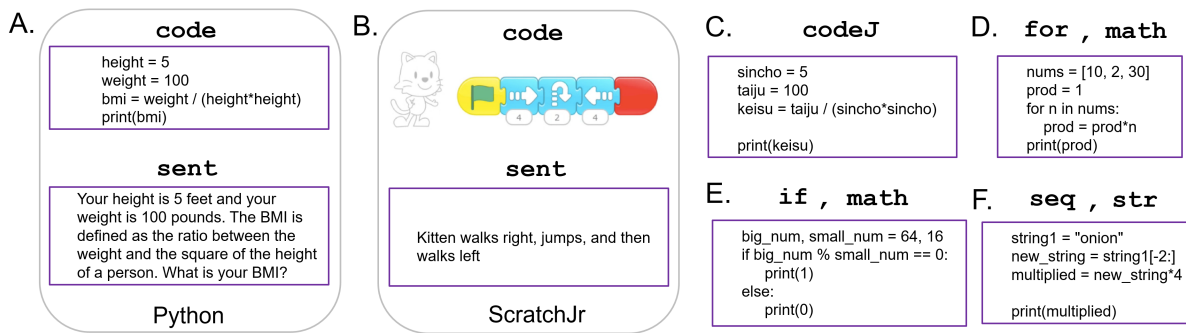 A.
code
height = 5
weight = 100
bmi = weight / (height*height)
print(bmi)
sent
Your height is 5 feet and your
weight is 100 pounds. The BMI is
defined as the ratio between the
weight and the square of the height
of a person. What is your BMI?
Python
B.
code
4 2 4
sent
Kitten walks right, jumps, and then
walks left
ScratchJr
C.
codeJ
sincho = 5
taiju = 100
keisu = taiju / (sincho*sincho)
print(keisu)
D.
for , math
nums = [10, 2, 30]
prod = 1
for n in nums:
prod = prod*n
print(prod)
E.
if , math
big_num, small_num = 64, 16
if big_num % small_num == 0:
print(1)
else:
print(0)
F.
seq , str
string1 = "onion"
new_string = string1[-2:]
multiplied = new_string*4
print(multiplied)